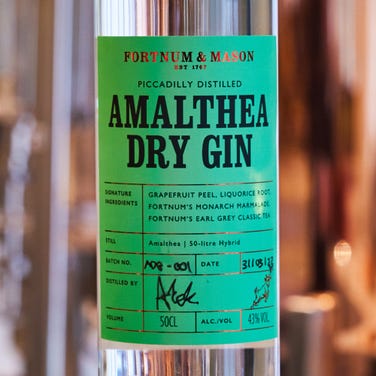 FORTNUM & MASON
EST 1707
PICCADILLY DISTILLED
AMALTHEA
DRY GIN
SIGNATURE INGREDIENTS GRAPEFRUIT PEEL, LIQUORICE ROOT,
FORTNUM'S MONARCH MARMALADE,
FORTNUM'S EARL GREY CLASSIC TEA
STILL Amalthea | 50-litre Hybrid
BATCH NO. AD8-001 DATE
DISTILLED BY
VOLUME 50CL ALC./VOL 43% VOL